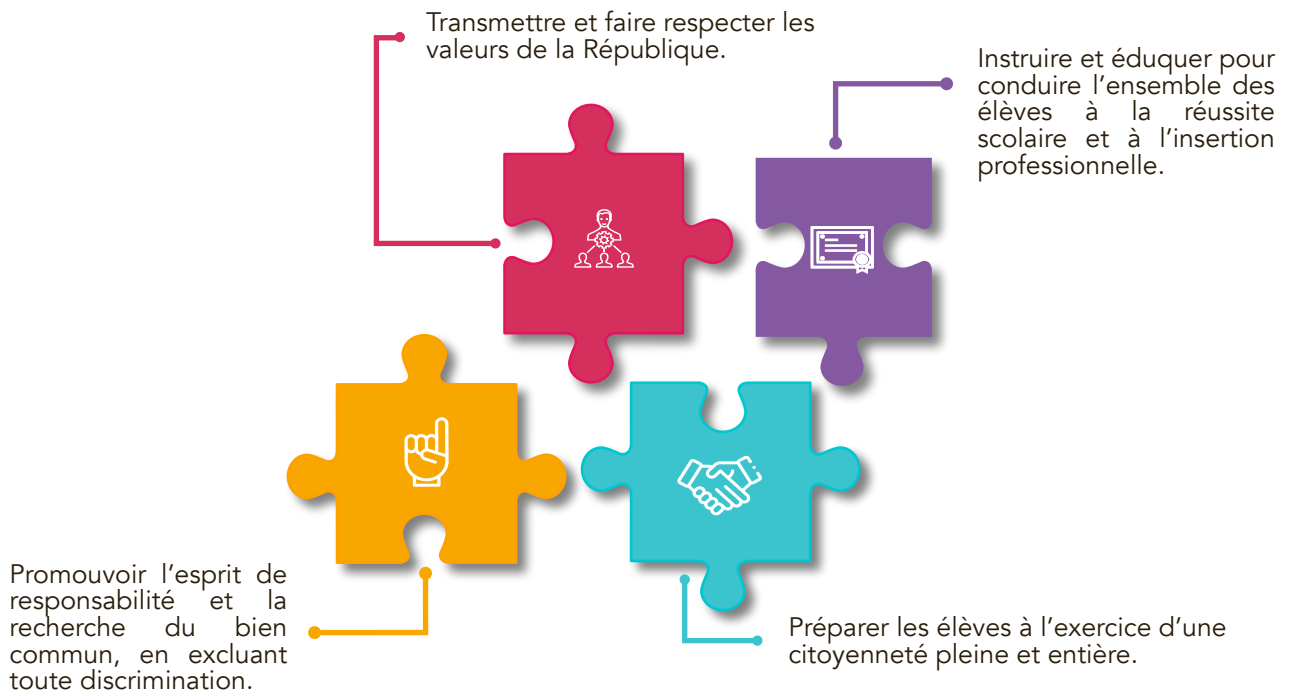 Transmettre et faire respecter les
valeurs de la République.
Instruire et éduquer pour
conduire l’ensemble des
élèves à la réussite
scolaire et à l’insertion
professionnelle.
Promouvoir l’esprit de
responsabilité et la
recherche du bien
commun, en excluant
toute discrimination.
Préparer les élèves à l’exercice d’une
citoyenneté pleine et entière.